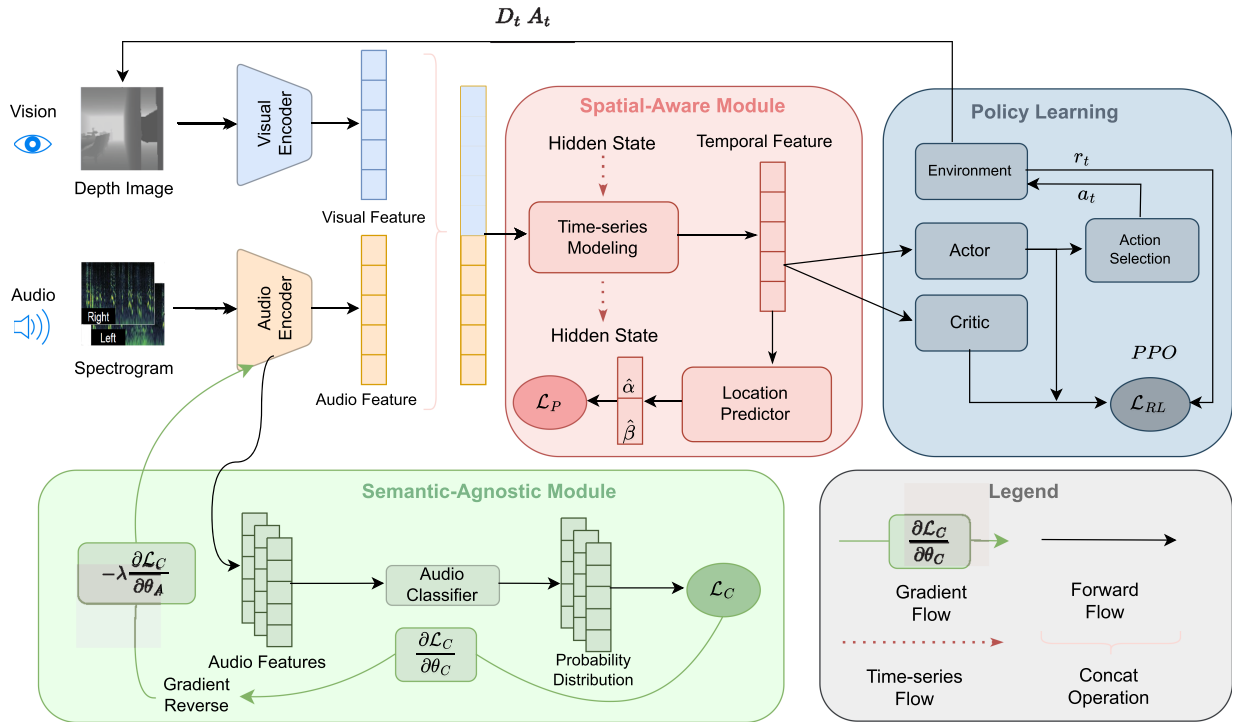 D_t A_t
Vision
Depth Image
Visual
Encoder
Visual Feature
Audio
Right
Left
Spectrogram
Audio
Encoder
Audio Feature
Spatial-Aware Module
Hidden State
Time-series
Modeling
Hidden State
Temporal Feature
Location
Predictor
α̂
β̂
ℒ_P
Policy Learning
Environment
r_t
a_t
Actor
Action
Selection
Critic
PPO
ℒ_{RL}
Semantic-Agnostic Module
-λ ∂ℒ_C/∂θ_A
Audio Features
Audio
Classifier
Probability
Distribution
ℒ_C
∂ℒ_C/∂θ_C
Gradient
Reverse
Legend
∂ℒ_C/∂θ_C
Gradient
Flow
Forward
Flow
Time-series
Flow
Concat
Operation